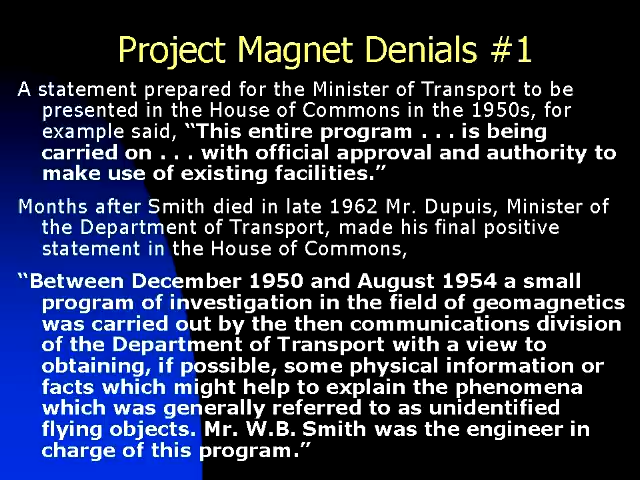 Project Magnet Denials #1
A statement prepared for the Minister of Transport to be
presented in the House of Commons in the 1950s, for
example said, “This entire program . . . is being
carried on . . . with official approval and authority to
make use of existing facilities.”
Months after Smith died in late 1962 Mr. Dupuis, Minister of
the Department of Transport, made his final positive
statement in the House of Commons,
“Between December 1950 and August 1954 a small
program of investigation in the field of geomagnetics
was carried out by the then communications division
of the Department of Transport with a view to
obtaining, if possible, some physical information or
facts which might help to explain the phenomena
which was generally referred to as unidentified
flying objects. Mr. W.B. Smith was the engineer in
charge of this program.”